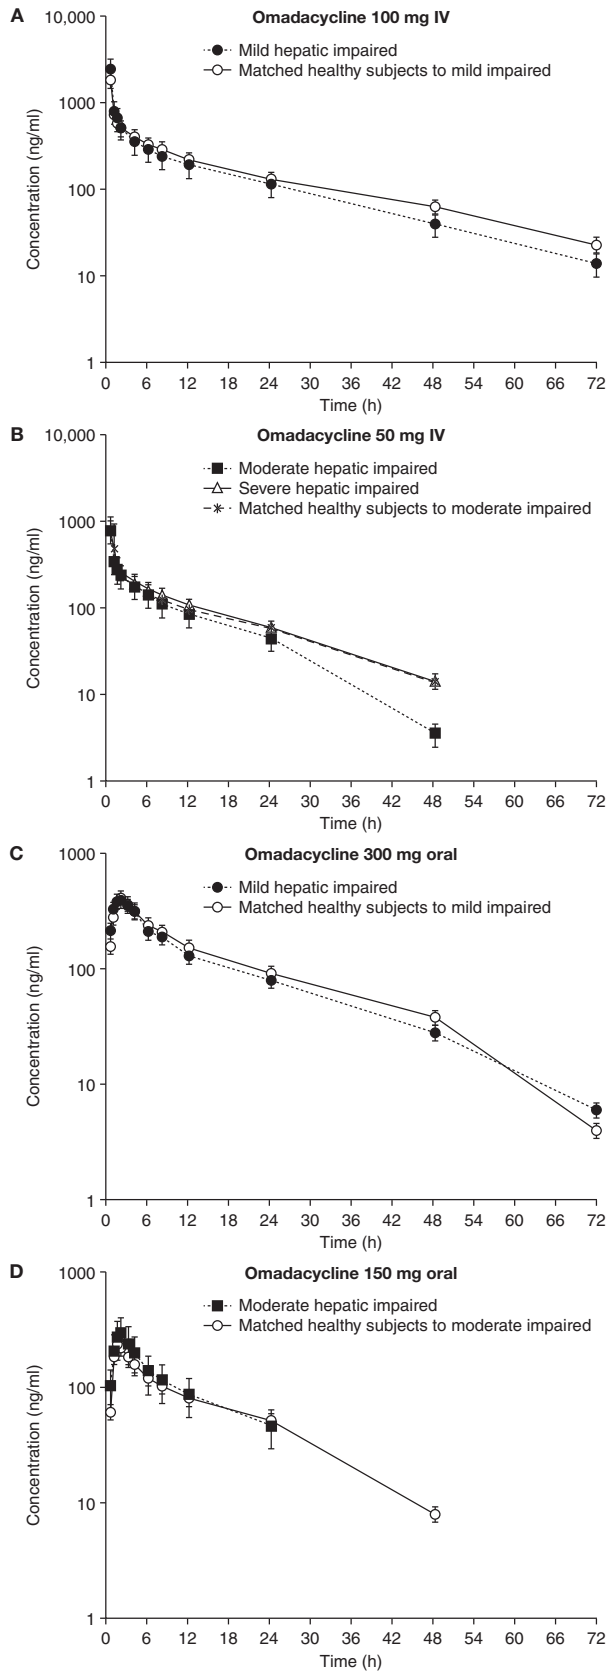 A
Omadacycline 100 mg IV
Mild hepatic impaired
Matched healthy subjects to mild impaired
Concentration (ng/ml)
10,000
1000
100
10
1
0 6 12 18 24 30 36 42 48 54 60 66 72
Time (h)
B
Omadacycline 50 mg IV
Moderate hepatic impaired
Severe hepatic impaired
Matched healthy subjects to moderate impaired
Concentration (ng/ml)
10,000
1000
100
10
1
0 6 12 18 24 30 36 42 48 54 60 66 72
Time (h)
C
Omadacycline 300 mg oral
Mild hepatic impaired
Matched healthy subjects to mild impaired
Concentration (ng/ml)
1000
100
10
1
0 6 12 18 24 30 36 42 48 54 60 66 72
Time (h)
D
Omadacycline 150 mg oral
Moderate hepatic impaired
Matched healthy subjects to moderate impaired
Concentration (ng/ml)
1000
100
10
1
0 6 12 18 24 30 36 42 48 54 60 66 72
Time (h)